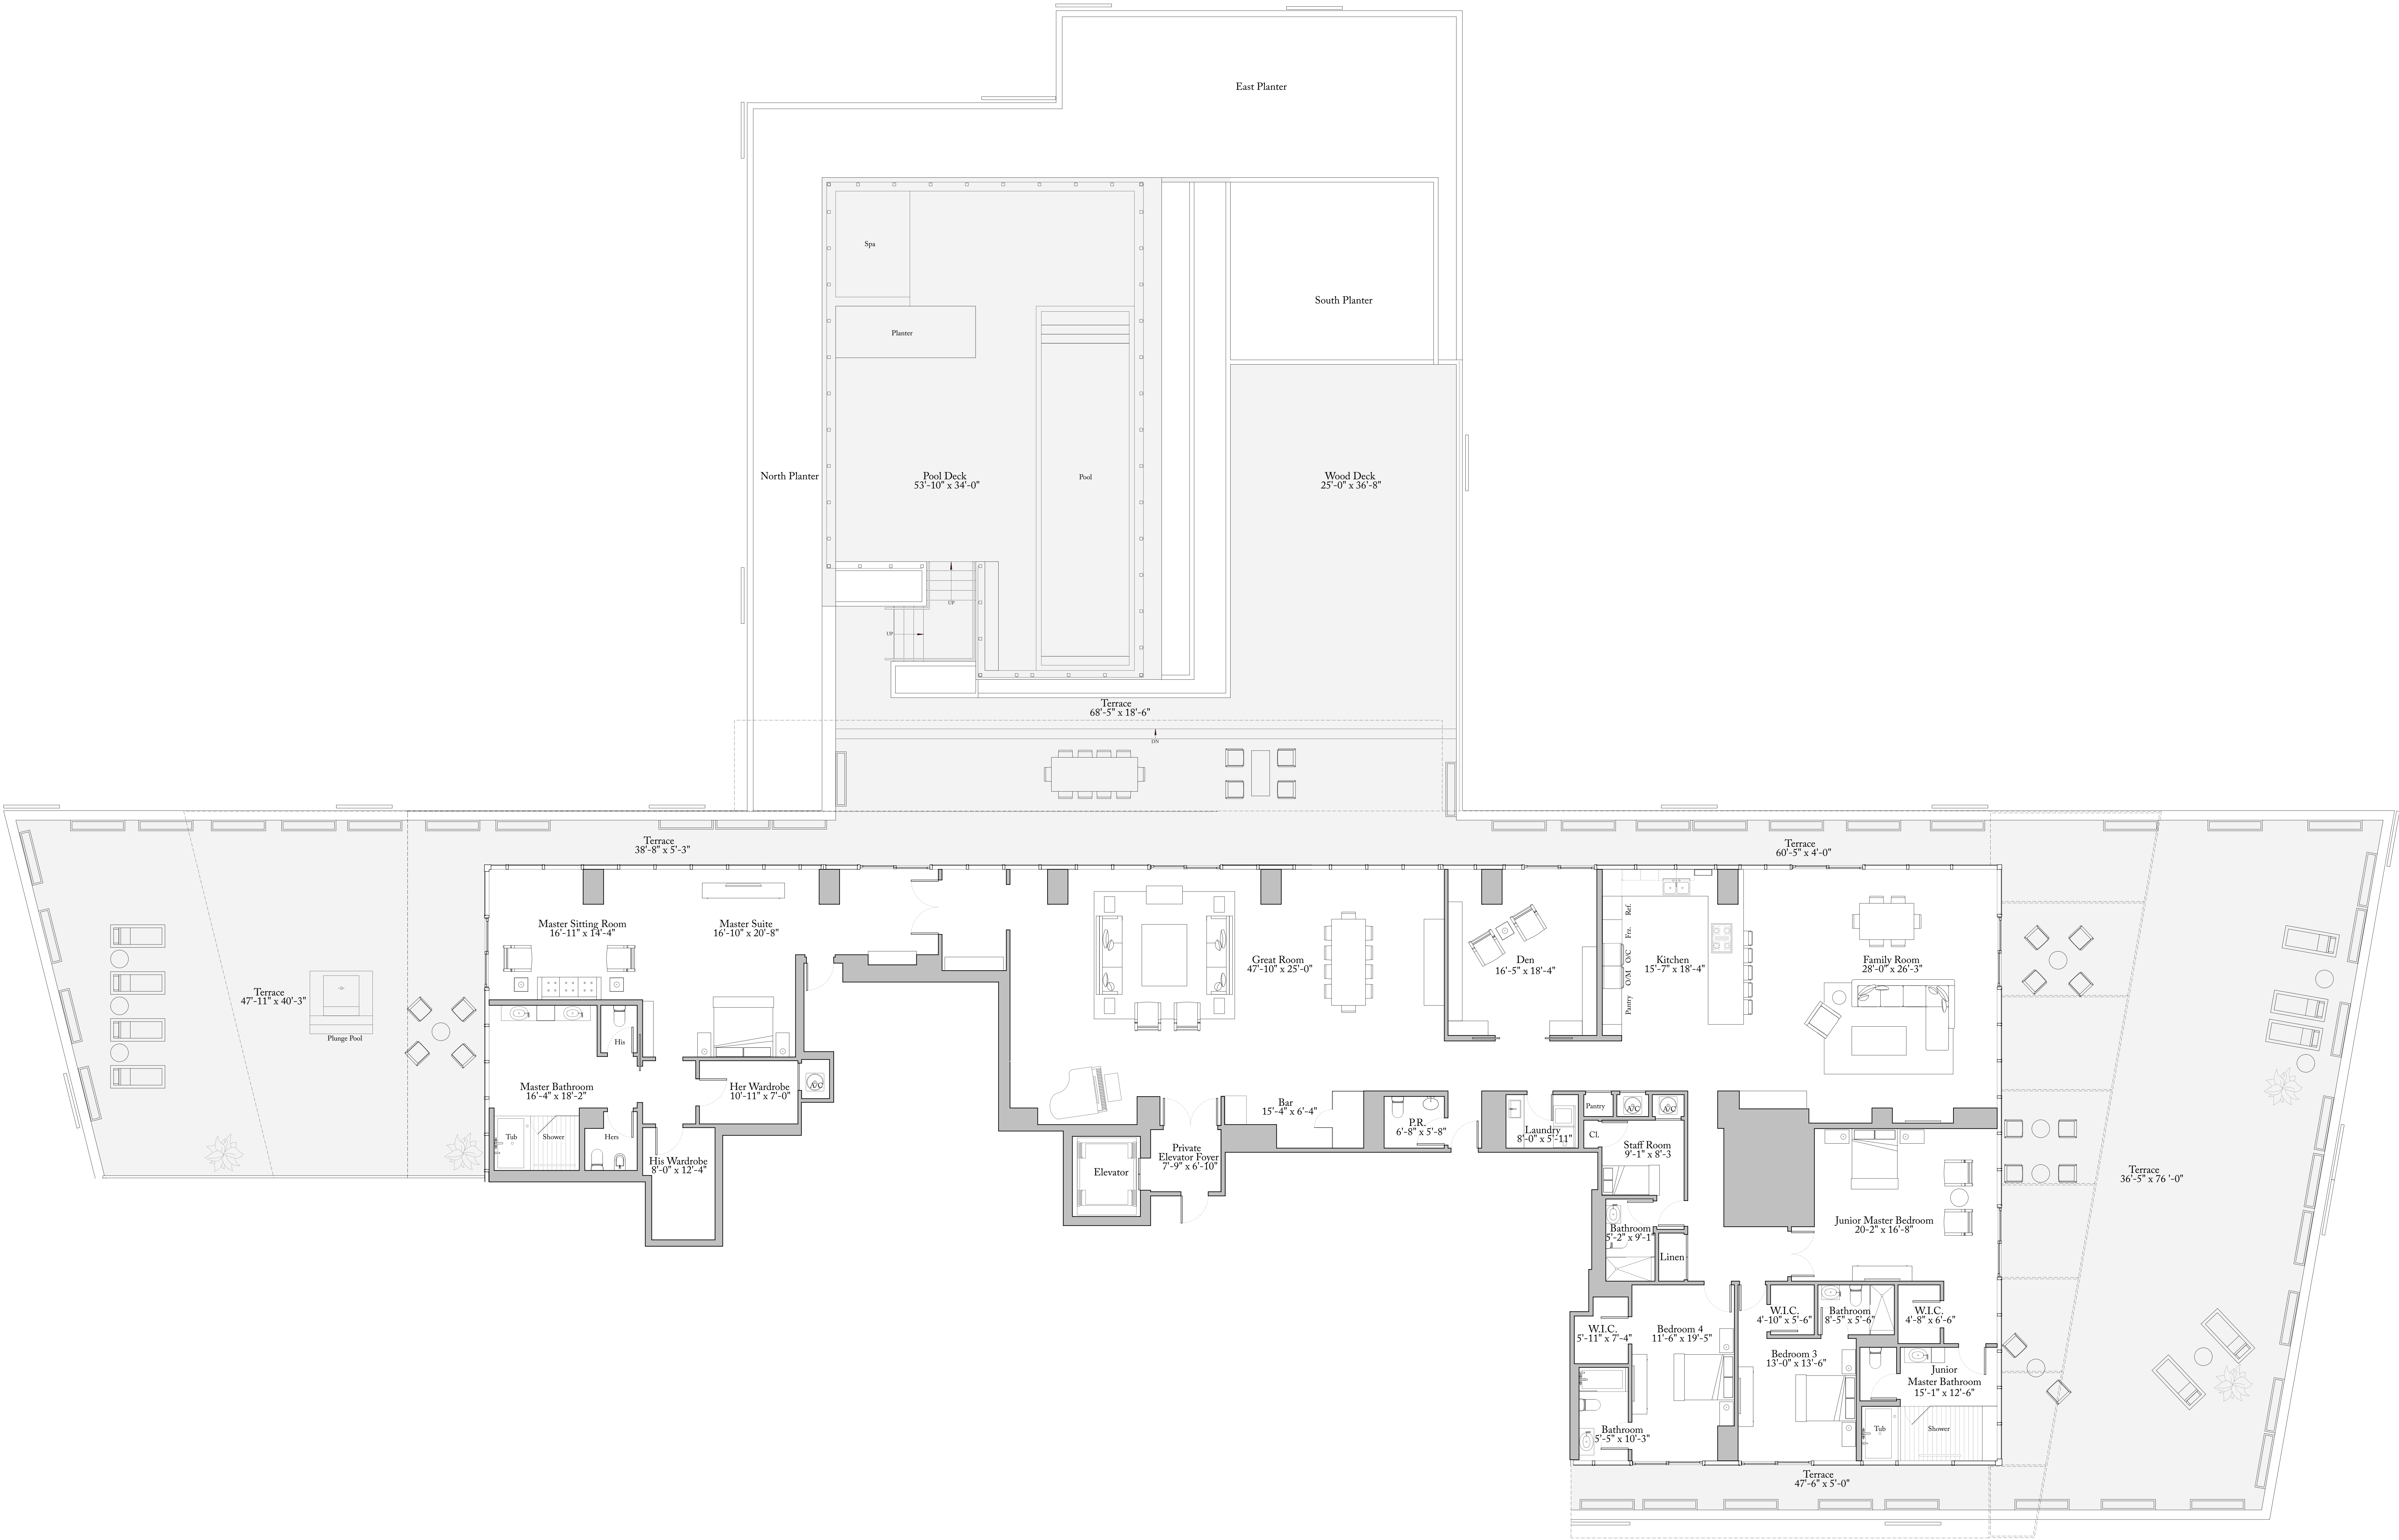 East Planter
Spa
South Planter
Planter
North Planter
Pool Deck
53'-10" x 34'-0"
Pool
Wood Deck
25'-0" x 36'-8"
UP
UP
Terrace
68'-5" x 18'-6"
DN
Terrace
38'-8" x 5'-3"
Terrace
60'-5" x 4'-0"
Master Sitting Room
16'-11" x 14'-4"
Master Suite
16'-10" x 20'-8"
Great Room
47'-10" x 25'-0"
Den
16'-5" x 18'-4"
Pantry O/M O/C Frz. Ref.
Kitchen
15'-7" x 18'-4"
Family Room
28'-0" x 26'-3"
Terrace
47'-11" x 40'-3"
Plunge Pool
His
Master Bathroom
16'-4" x 18'-2"
Her Wardrobe
10'-11" x 7'-0"
A/C
Tub
Shower
Hers
His Wardrobe
8'-0" x 12'-4"
Elevator
Private
Elevator Foyer
7'-9" x 6'-10"
Bar
15'-4" x 6'-4"
P.R.
6'-8" x 5'-8"
Laundry
8'-0" x 5'-11"
Pantry
A/C
A/C
Cl.
Staff Room
9'-1" x 8'-3
Bathroom
5'-2" x 9'-1"
Linen
Junior Master Bedroom
20-2" x 16'-8"
Terrace
36'-5" x 76 '-0"
W.I.C.
5'-11" x 7'-4"
Bedroom 4
11'-6" x 19'-5"
W.I.C.
4'-10" x 5'-6"
Bathroom
8'-5" x 5'-6"
W.I.C.
4'-8" x 6'-6"
Bedroom 3
13'-0" x 13'-6"
Junior
Master Bathroom
15'-1" x 12'-6"
Bathroom
5'-5" x 10'-3"
Tub
Shower
Terrace
47'-6" x 5'-0"